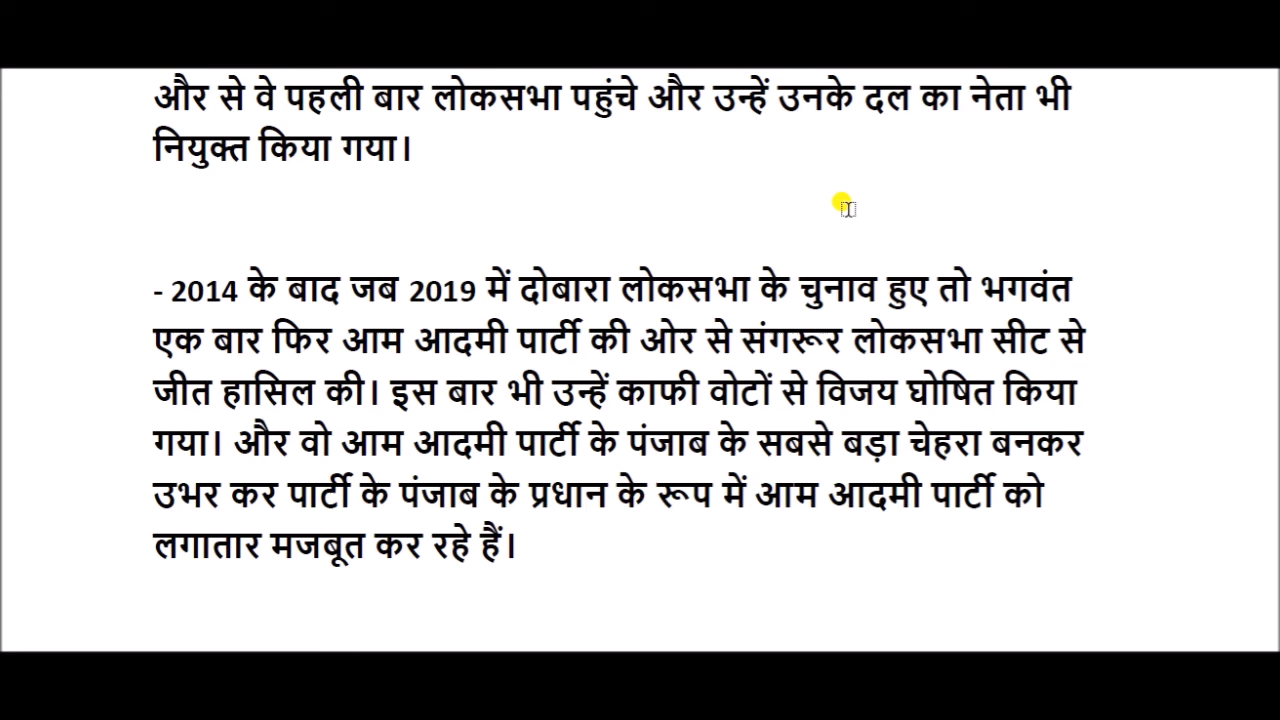 और से वे पहली बार लोकसभा पहुंचे और उन्हें उनके दल का नेता भी
नियुक्त किया गया।
- 2014 के बाद जब 2019 में दोबारा लोकसभा के चुनाव हुए तो भगवंत
एक बार फिर आम आदमी पार्टी की ओर से संगरूर लोकसभा सीट से
जीत हासिल की। इस बार भी उन्हें काफी वोटों से विजय घोषित किया
गया। और वो आम आदमी पार्टी के पंजाब के सबसे बड़ा चेहरा बनकर
उभर कर पार्टी के पंजाब के प्रधान के रूप में आम आदमी पार्टी को
लगातार मजबूत कर रहे हैं।